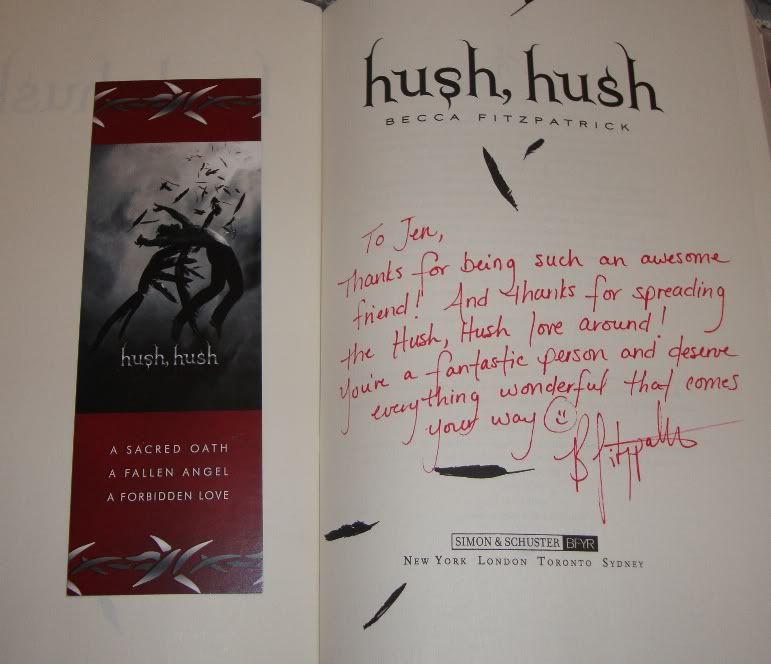 hush, hush
A SACRED OATH
A FALLEN ANGEL
A FORBIDDEN LOVE
hush, hush
BECCA FITZPATRICK
To Jen,
Thanks for being such an awesome
friend! And thanks for spreading
the Hush, Hush love around!
You're a fantastic person and deserve
everything wonderful that comes
your way
B Fitzpatrick
SIMON & SCHUSTER BFYR
NEW YORK LONDON TORONTO SYDNEY